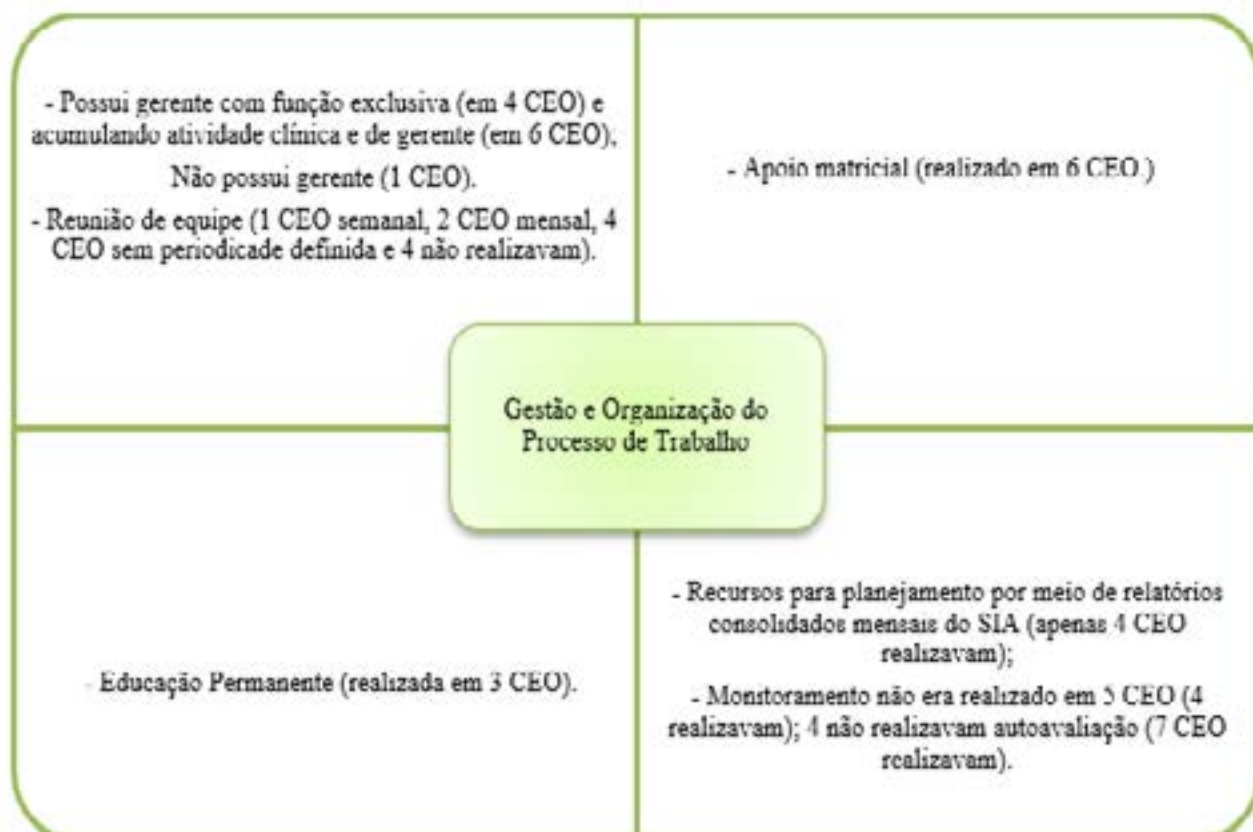 - Possui gerente com função exclusiva (em 4 CEO) e
acumulando atividade clínica e de gerente (em 6 CEO),
Não possui gerente (1 CEO).
- Reunião de equipe (1 CEO semanal, 2 CEO mensal, 4
CEO sem periodicade definida e 4 não realizavam).
- Apoio matricial (realizado em 6 CEO.)
Gestão e Organização do
Processo de Trabalho
- Educação Permanente (realizada em 3 CEO).
- Recursos para planejamento por meio de relatórios
consolidados mensais do SIA (apenas 4 CEO
realizavam);
- Monitoramento não era realizado em 5 CEO (4
realizavam); 4 não realizavam autoavaliação (7 CEO
realizavam).